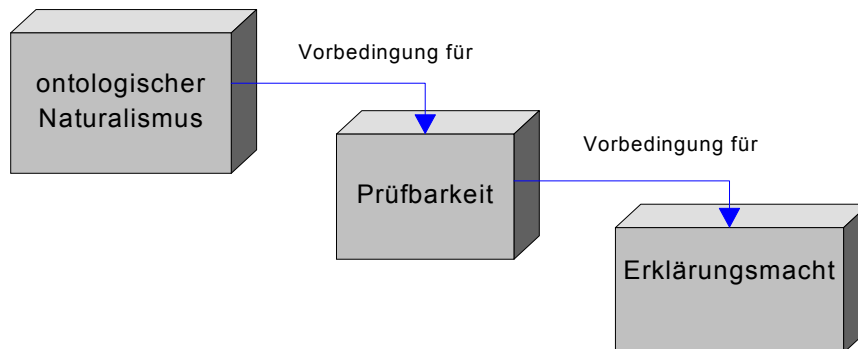 ontologischer
Naturalismus
Vorbedingung für
Prüfbarkeit
Vorbedingung für
Erklärungsmacht